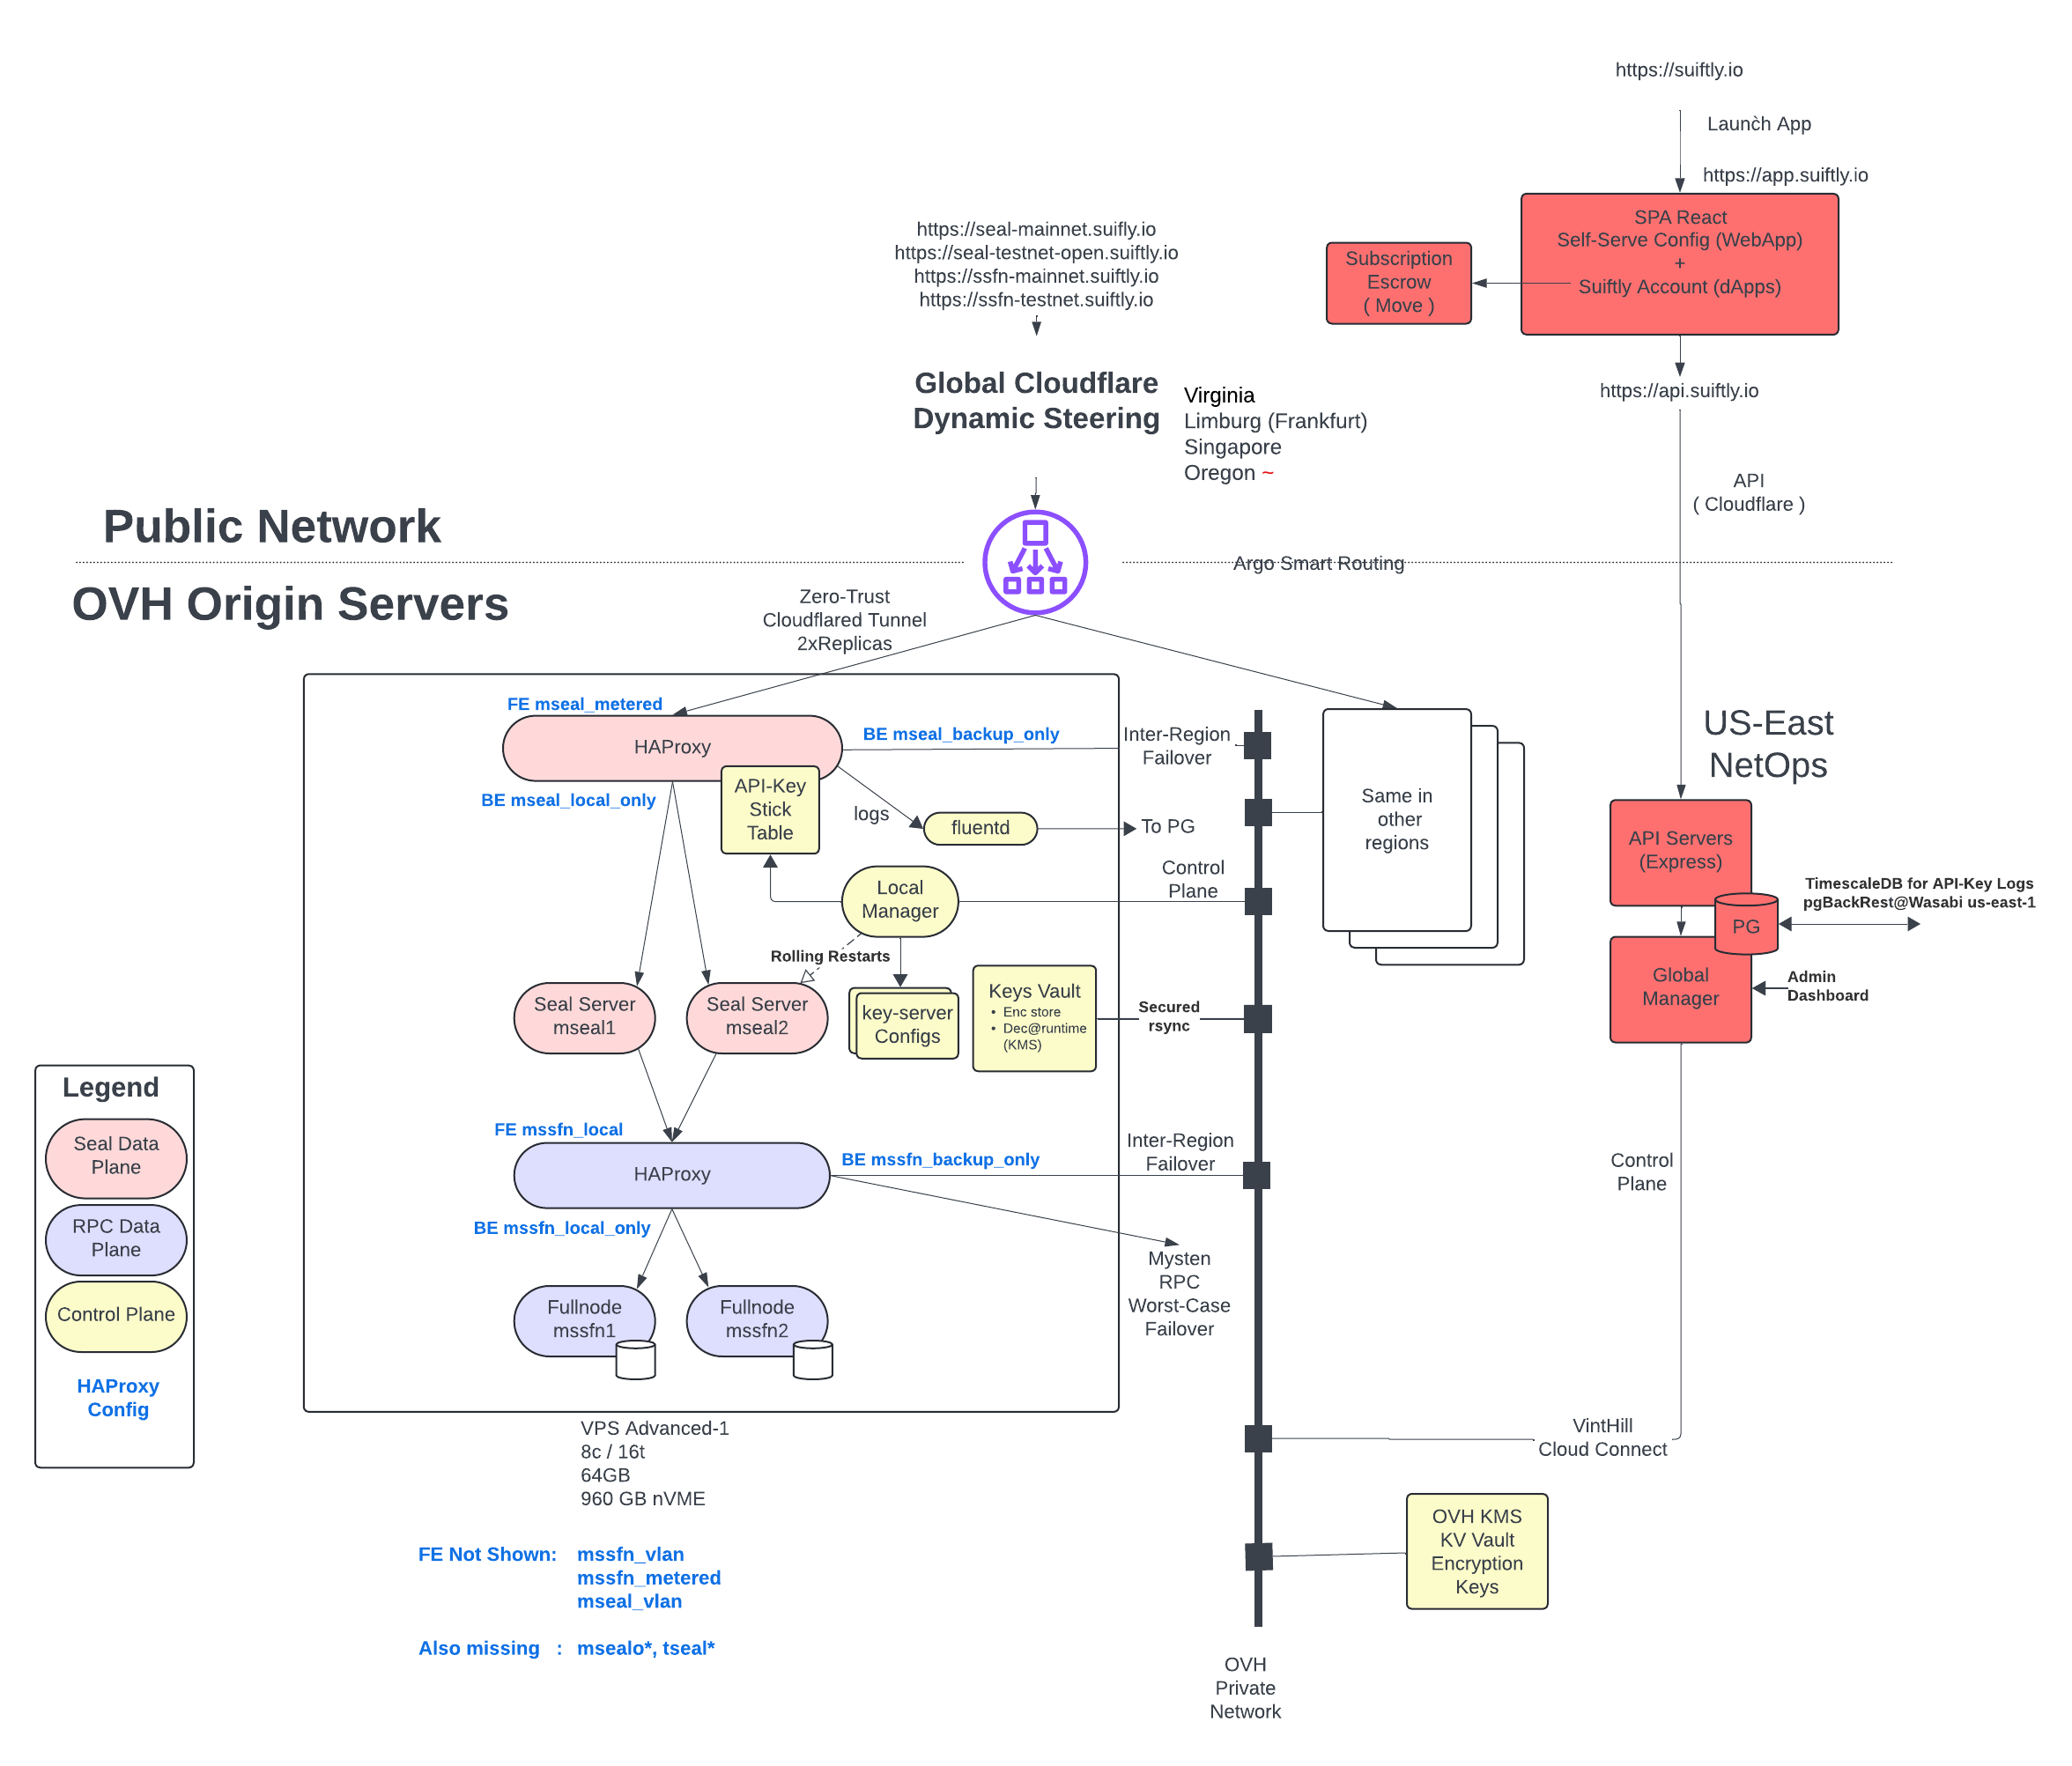 https://suiftly.io
Launch App
https://app.suiftly.io
SPA React
Self-Serve Config (WebApp)
+
Suiftly Account (dApps)
Subscription
Escrow
( Move )
https://api.suiftly.io
API
( Cloudflare )
https://seal-mainnet.suifly.io
https://seal-testnet-open.suiftly.io
https://ssfn-mainnet.suiftly.io
https://ssfn-testnet.suiftly.io
Global Cloudflare
Dynamic Steering
Virginia
Limburg (Frankfurt)
Singapore
Oregon ~
Public Network
Argo Smart Routing
OVH Origin Servers
Zero-Trust
Cloudflared Tunnel
2xReplicas
FE mseal_metered
HAProxy
BE mseal_backup_only
Inter-Region
Failover
BE mseal_local_only
API-Key
Stick
Table
logs
fluentd
To PG
Local
Manager
Control
Plane
Rolling Restarts
Seal Server
mseal1
Seal Server
mseal2
key-server
Configs
Keys Vault
• Enc store
• Dec@runtime
(KMS)
Secured
rsync
FE mssfn_local
HAProxy
BE mssfn_backup_only
Inter-Region
Failover
BE mssfn_local_only
Mysten
RPC
Worst-Case
Failover
Fullnode
mssfn1
Fullnode
mssfn2
VPS Advanced-1
8c / 16t
64GB
960 GB nVME
FE Not Shown: mssfn_vlan
mssfn_metered
mseal_vlan
Also missing : msealo*, tseal*
Same in
other
regions
US-East
NetOps
API Servers
(Express)
PG
TimescaleDB for API-Key Logs
pgBackRest@Wasabi us-east-1
Global
Manager
Admin
Dashboard
Control
Plane
VintHill
Cloud Connect
OVH KMS
KV Vault
Encryption
Keys
OVH
Private
Network
Legend
Seal Data
Plane
RPC Data
Plane
Control Plane
HAProxy
Config